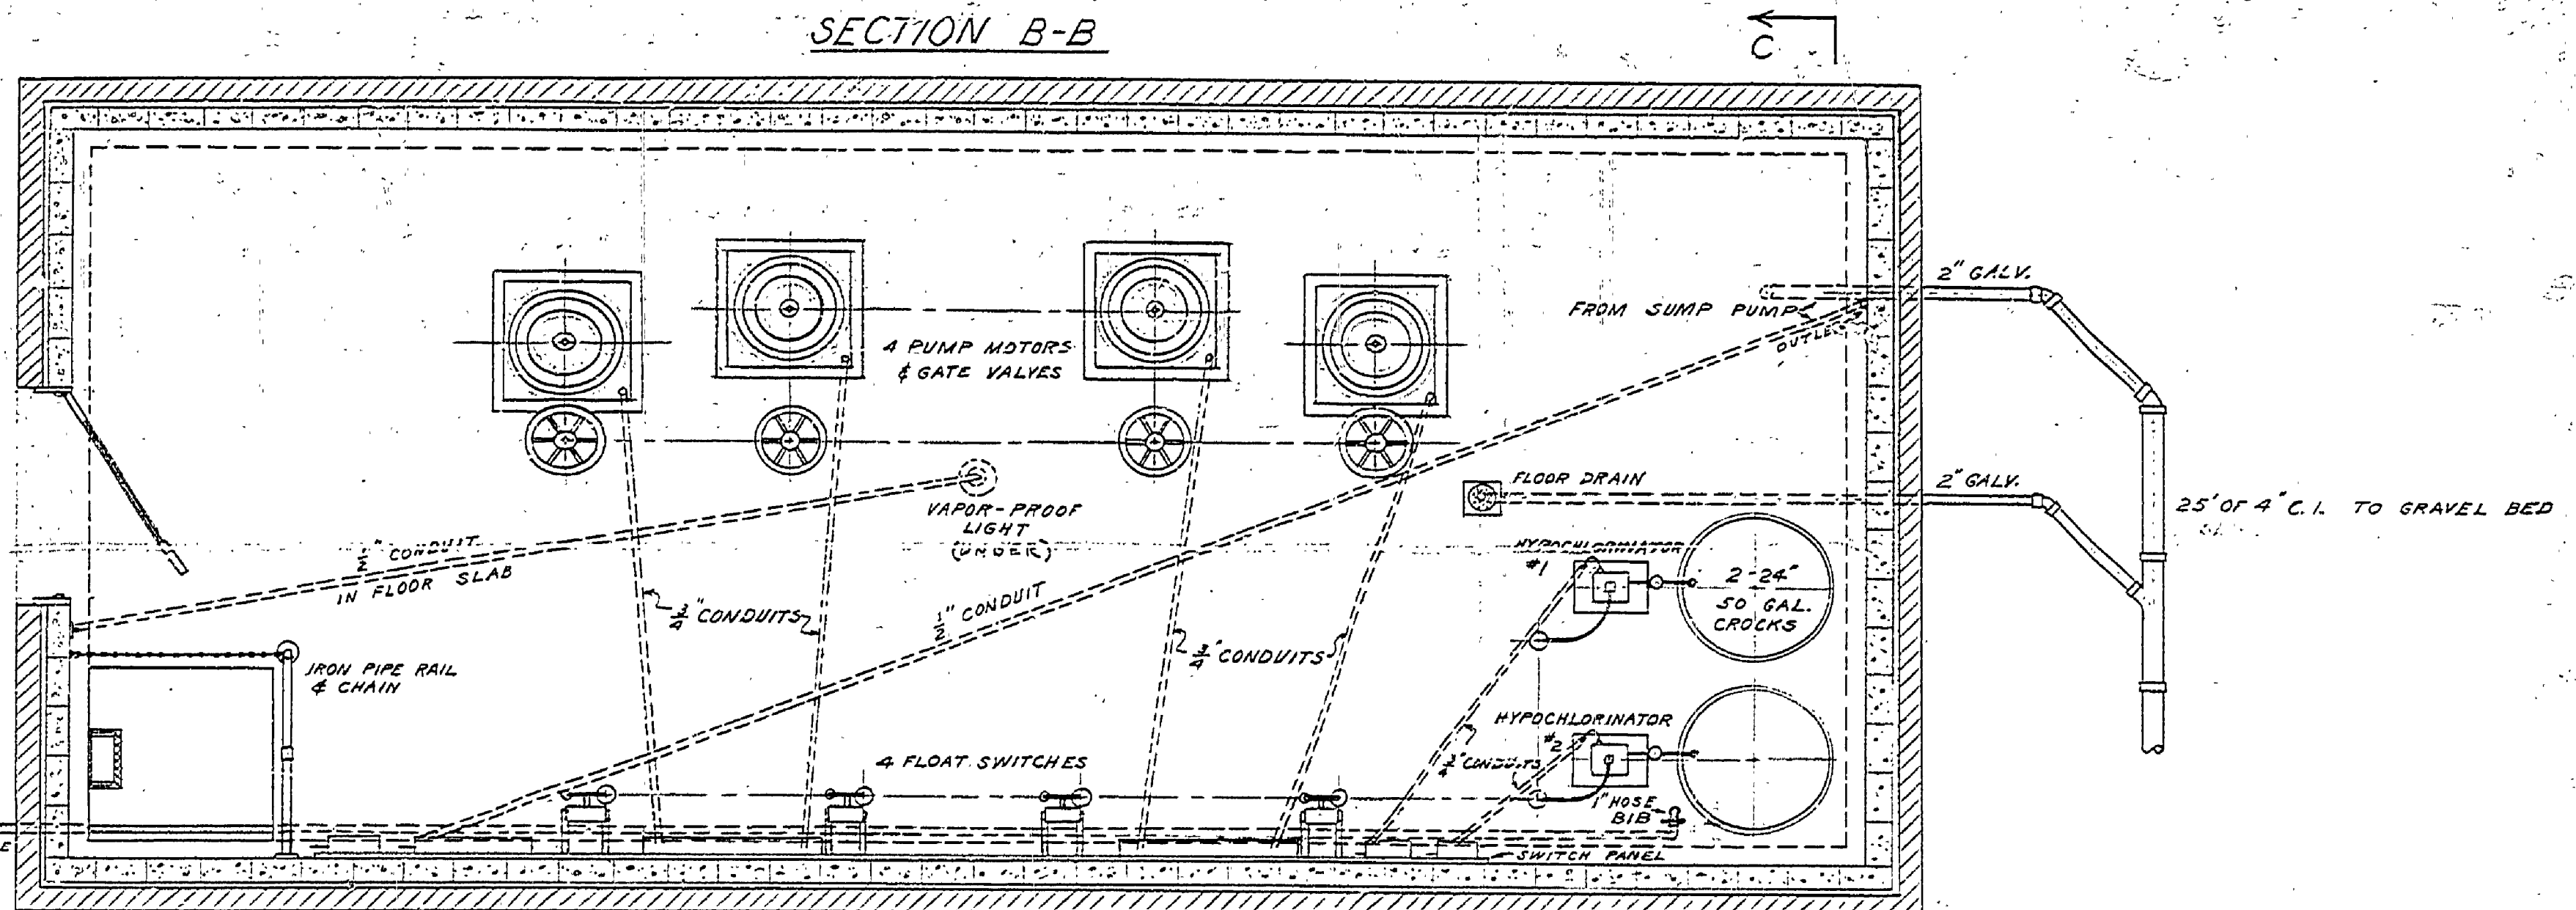 SECTION B-B
C
2" GALV.
FROM SUMP PUMP
OUTLET
4 PUMP MOTORS
& GATE VALVES
FLOOR DRAIN
2" GALV.
25' OF 4" C.I. TO GRAVEL BED
VAPOR-PROOF
LIGHT
(UNDER)
1/2" CONDUIT
IN FLOOR SLAB
HYPOCHLORINATOR
#1
2-24"
50 GAL.
CROCKS
1/2" CONDUIT
3/4" CONDUITS
3/4" CONDUITS
IRON PIPE RAIL
& CHAIN
HYPOCHLORINATOR
#2
CONDUITS
4 FLOAT SWITCHES
1" HOSE
BIB
SWITCH PANEL
E